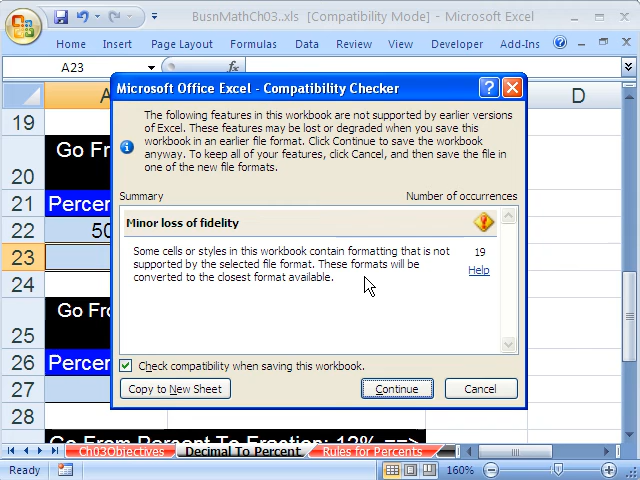 BusnMathCh03..xls [Compatibility Mode] - Microsoft Excel
Home Insert Page Layout Formulas Data Review View Developer Add-Ins
A23 fx
A D
19
Go Fro
20
21 Percen
22 50
23
24
Go Fro
25
26 Percen
27
28
Go From Percent To Fraction: 12% ==>
Microsoft Office Excel - Compatibility Checker
The following features in this workbook are not supported by earlier versions
of Excel. These features may be lost or degraded when you save this
workbook in an earlier file format. Click Continue to save the workbook
anyway. To keep all of your features, click Cancel, and then save the file in
one of the new file formats.
Summary Number of occurrences
Minor loss of fidelity
Some cells or styles in this workbook contain formatting that is not 19
supported by the selected file format. These formats will be Help
converted to the closest format available.
Check compatibility when saving this workbook.
Copy to New Sheet Continue Cancel
Ch03Objectives Decimal To Percent Rules for Percents
Ready 160%